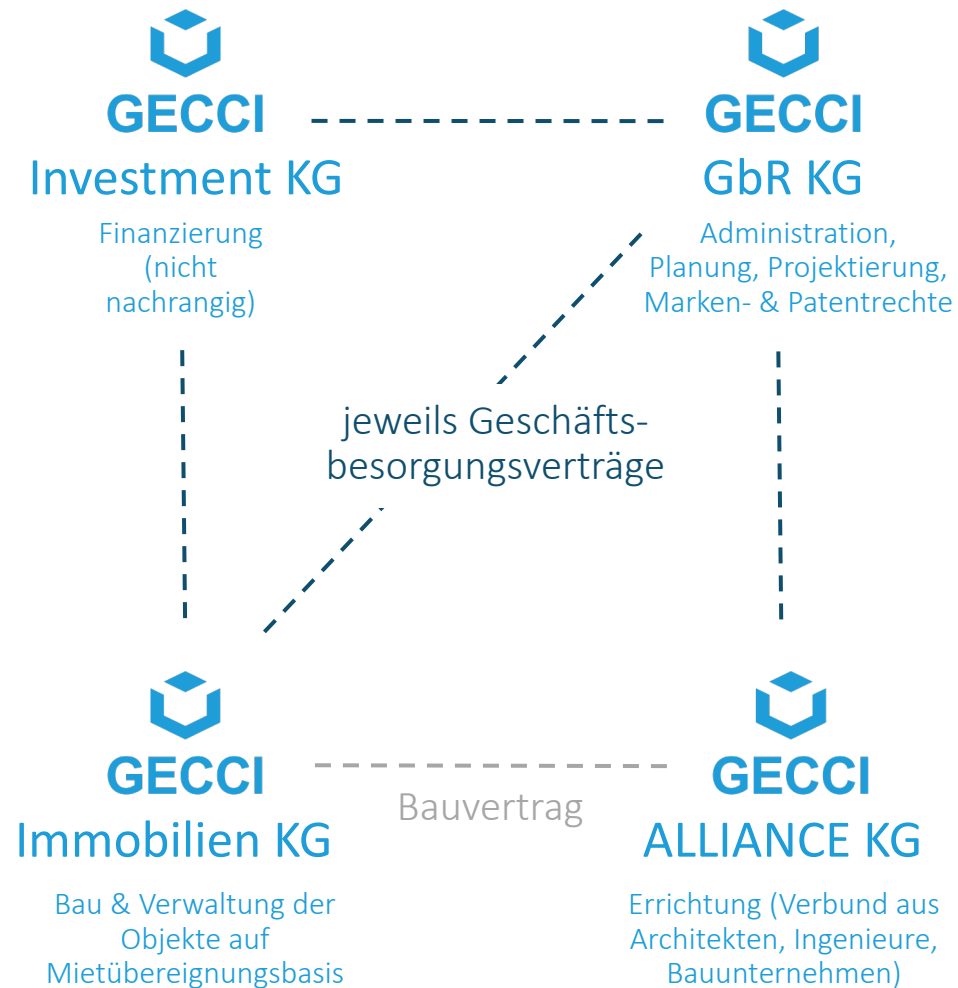 GECCI
Investment KG
Finanzierung
(nicht
nachrangig)
GECCI
GbR KG
Administration,
Planung, Projektierung,
Marken- & Patentrechte
jeweils Geschäfts-
besorgungsverträge
GECCI
Immobilien KG
Bau & Verwaltung der
Objekte auf
Mietübereignungsbasis
Bauvertrag
GECCI
ALLIANCE KG
Errichtung (Verbund aus
Architekten, Ingenieure,
Bauunternehmen)